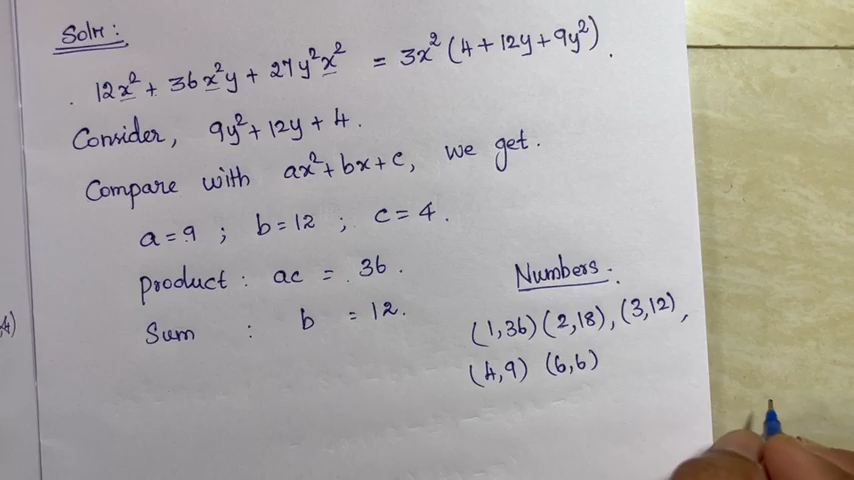 Soln:
12x² + 36x²y + 27y²x² = 3x² (4 + 12y + 9y²).
Consider, 9y² + 12y + 4.
Compare with ax² + bx + c, we get.
a = 9 ; b = 12 ; c = 4.
product : ac = 36.
Numbers:
Sum : b = 12.
(1,36) (2,18), (3,12),
(4,9) (6,6)
4)